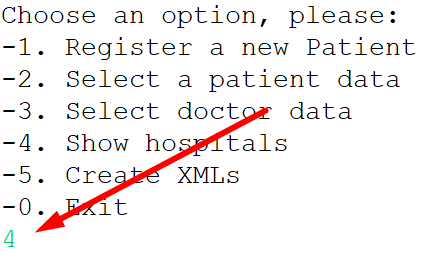 Choose an option, please:
-1. Register a new Patient
-2. Select a patient data
-3. Select doctor data
-4. Show hospitals
-5. Create XMLs
-0. Exit
4